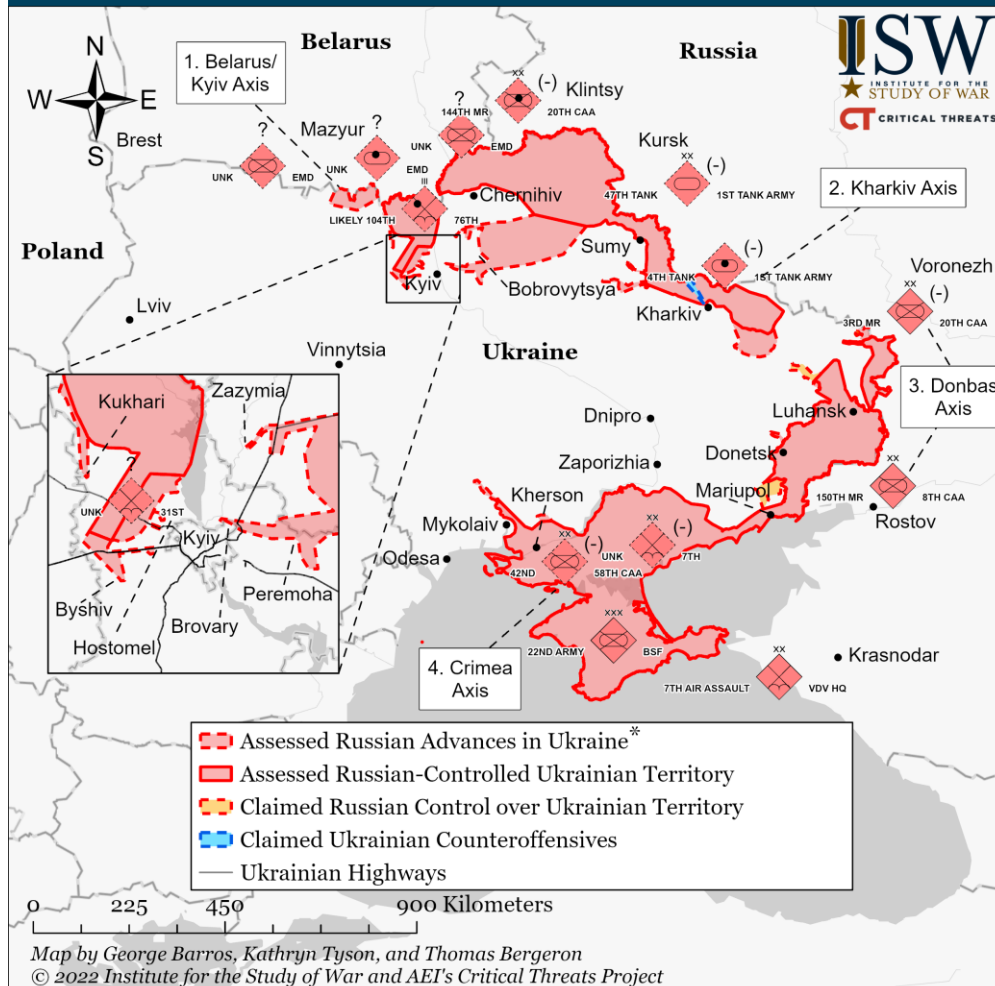 Belarus
Russia
ISW
INSTITUTE FOR THE
STUDY OF WAR
CT CRITICAL THREATS
N
W E
S
1. Belarus/
Kyiv Axis
Brest
Mazyur
?
?
?
UNK
EMD
UNK
EMD
144TH MR
UNK
EMD
XX
(-)
Klintsy
20TH CAA
III
LIKELY 104TH
76TH
Chernihiv
Kursk
XX
(-)
47TH TANK
1ST TANK ARMY
2. Kharkiv Axis
Poland
Kyiv
Bobrovytsya
Sumy
(-)
4TH TANK
1ST TANK ARMY
Kharkiv
Voronezh
XX
(-)
3RD MR
20TH CAA
Lviv
Vinnytsia
Ukraine
3. Donbas
Axis
Dnipro
Luhansk
Zaporizhia
Donetsk
Mariupol
XX
150TH MR
8TH CAA
Rostov
Kherson
Mykolaiv
Odesa
XX
(-)
42ND
58TH CAA
XX
(-)
UNK
7TH
XXX
22ND ARMY
BSF
4. Crimea
Axis
XX
7TH AIR ASSAULT
VDV HQ
Krasnodar
Kukhari
Zazymia
?
UNK
31ST
Kyiv
Byshiv
Hostomel
Brovary
Peremoha
Assessed Russian Advances in Ukraine*
Assessed Russian-Controlled Ukrainian Territory
Claimed Russian Control over Ukrainian Territory
Claimed Ukrainian Counteroffensives
Ukrainian Highways
0 225 450 900 Kilometers
Map by George Barros, Kathryn Tyson, and Thomas Bergeron
© 2022 Institute for the Study of War and AEI's Critical Threats Project